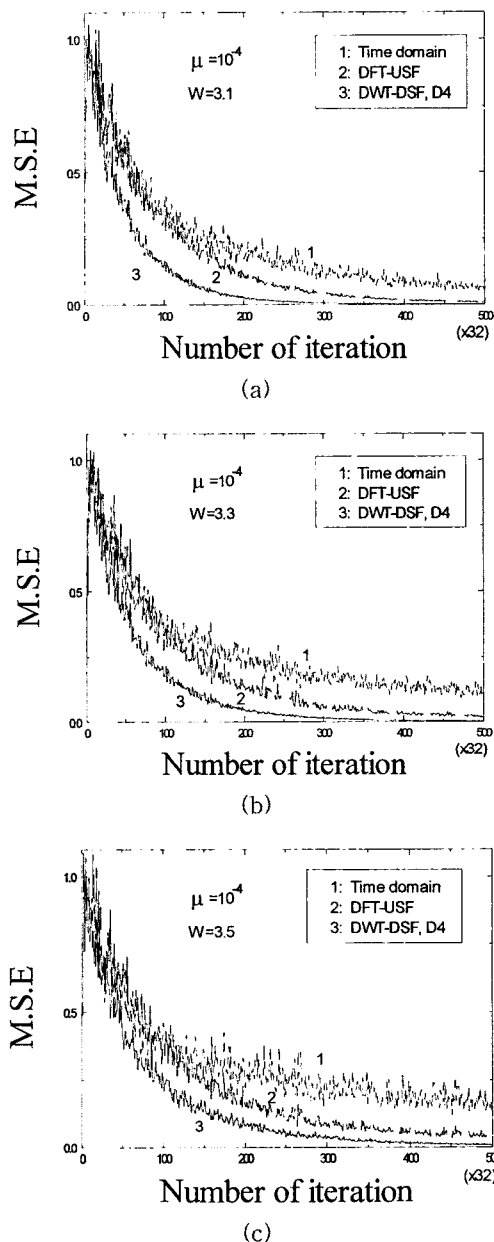 1.0
μ =10-4
W=3.1
1: Time domain
2: DFT-USF
3: DWT-DSF, D4
M.S.E
0.5
1
3
2
0.0
0 100 200 300 400 500
(x32)
Number of iteration
(a)
1.0
μ =10-4
W=3.3
1: Time domain
2: DFT-USF
3: DWT-DSF, D4
M.S.E
0.5
1
3
2
0.0
0 100 200 300 400 500
(x32)
Number of iteration
(b)
1.0
μ =10-4
W=3.5
1: Time domain
2: DFT-USF
3: DWT-DSF, D4
M.S.E
0.5
1
2
3
0.0
0 100 200 300 400 500
(x32)
Number of iteration
(c)